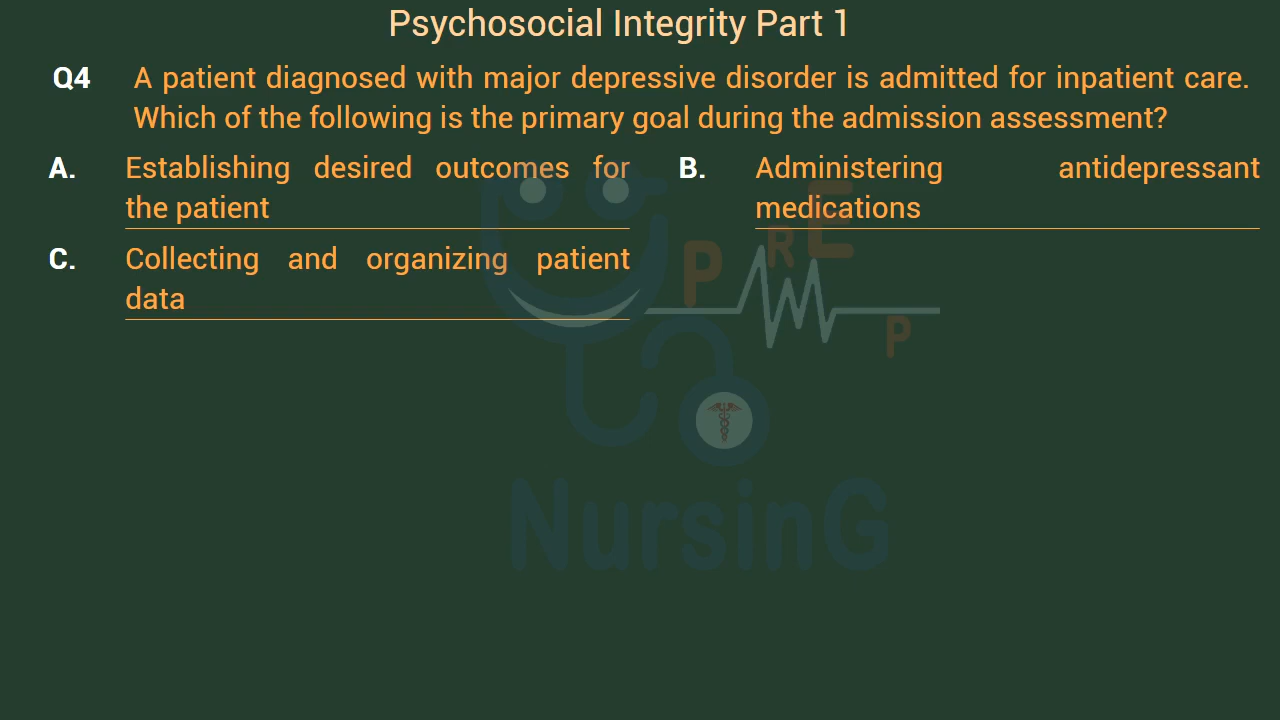 Psychosocial Integrity Part 1
Q4 A patient diagnosed with major depressive disorder is admitted for inpatient care.
Which of the following is the primary goal during the admission assessment?
A. Establishing desired outcomes for
the patient
B. Administering antidepressant
medications
C. Collecting and organizing patient
data
PREP
NursinG